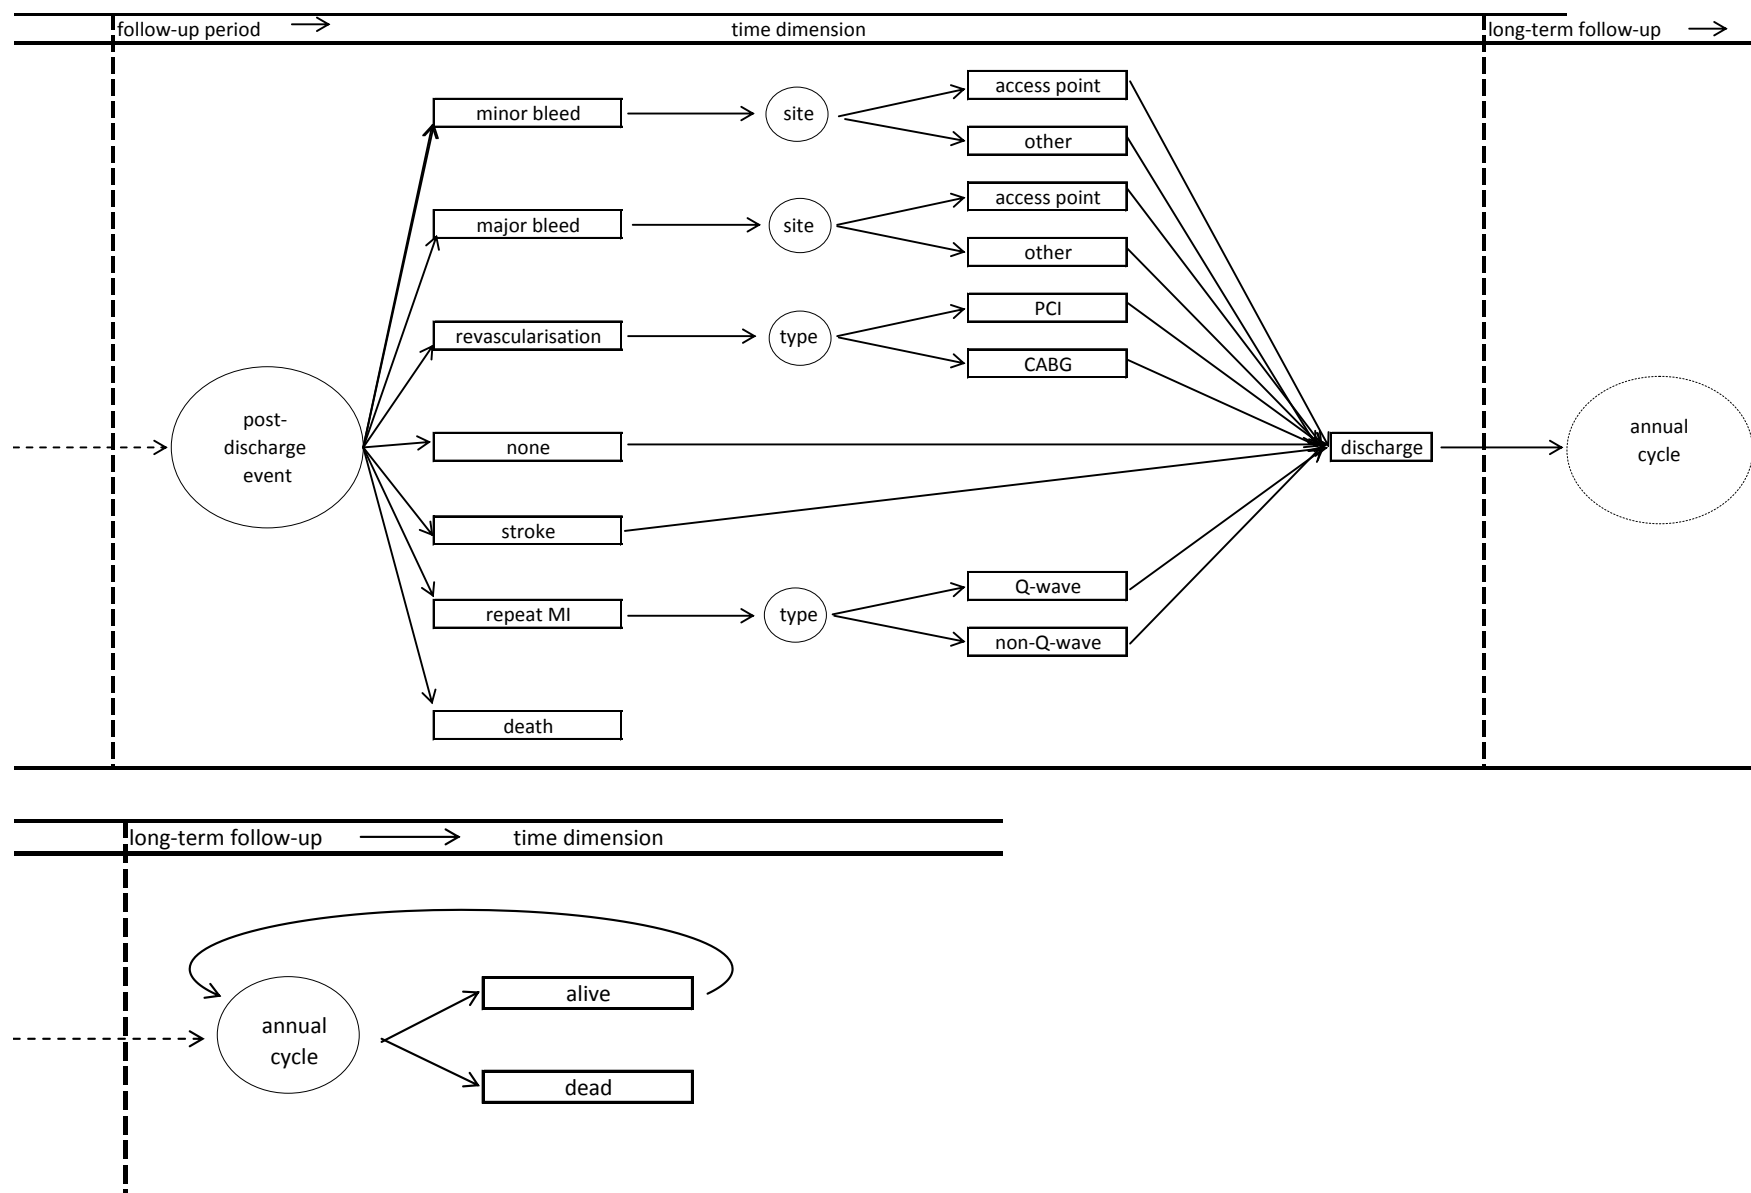 follow-up period
time dimension
long-term follow-up
minor bleed
site
access point
other
major bleed
site
access point
other
revascularisation
type
PCI
CABG
post-
discharge
event
none
discharge
annual
cycle
stroke
repeat MI
type
Q-wave
non-Q-wave
death
long-term follow-up
time dimension
annual
cycle
alive
dead